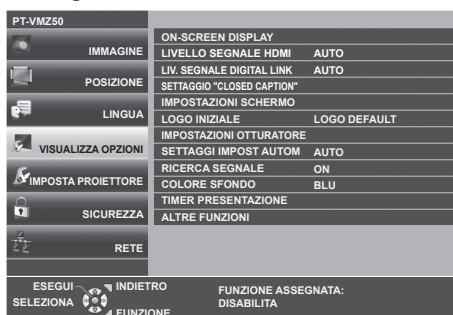 PT-VMZ50
IMMAGINE
POSIZIONE
LINGUA
VISUALIZZA OPZIONI
IMPOSTA PROIETTORE
SICUREZZA
RETE
ON-SCREEN DISPLAY
LIVELLO SEGNALE HDMI AUTO
LIV. SEGNALE DIGITAL LINK AUTO
SETTAGGIO "CLOSED CAPTION"
IMPOSTAZIONI SCHERMO
LOGO INIZIALE LOGO DEFAULT
IMPOSTAZIONI OTTURATORE
SETTAGGI IMPOST AUTOM AUTO
RICERCA SEGNALE ON
COLORE SFONDO BLU
TIMER PRESENTAZIONE
ALTRE FUNZIONI
ESEGUI INDIETRO
SELEZIONA
FUNZIONE
FUNZIONE ASSEGNATA:
DISABILITA